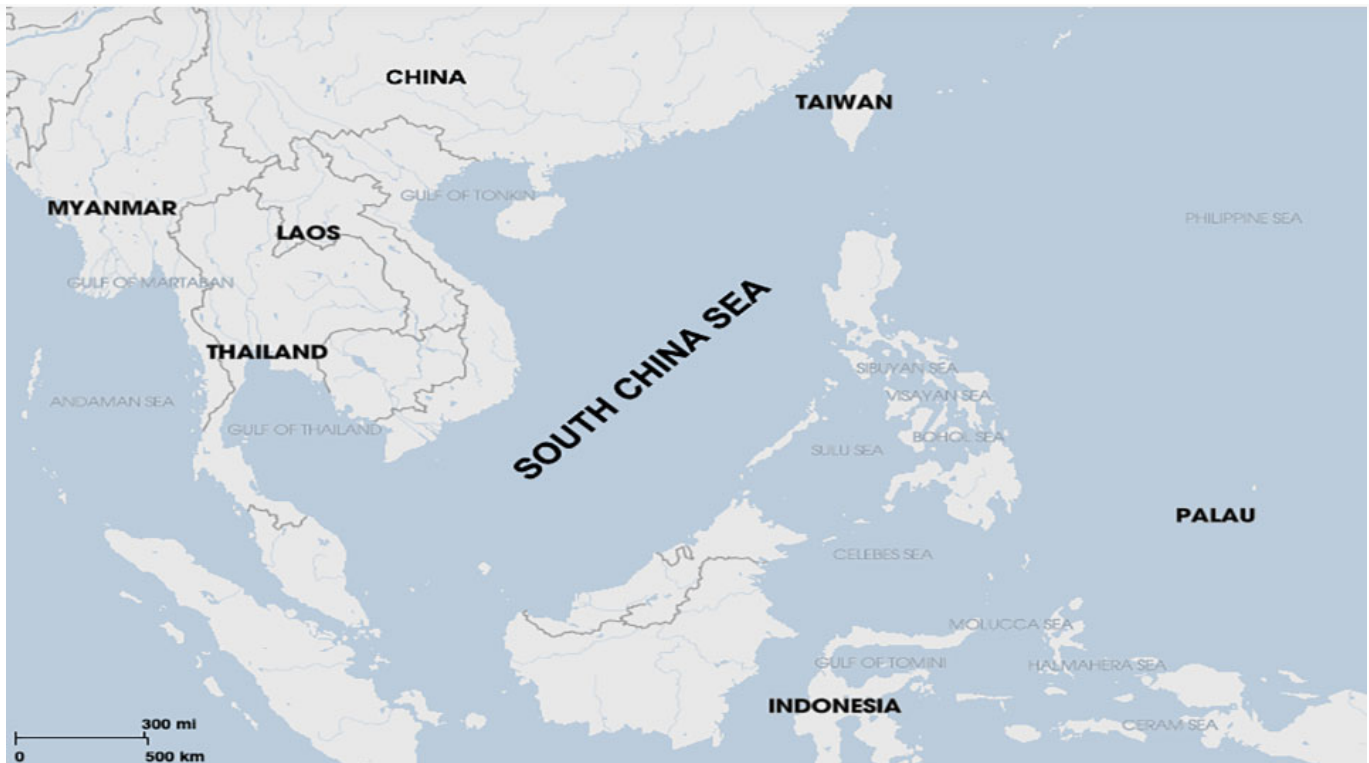 CHINA
TAIWAN
GULF OF TONKIN
MYANMAR
PHILIPPINE SEA
LAOS
GULF OF MARTABAN
SOUTH CHINA SEA
THAILAND
SIBUYAN SEA
VISAYAN SEA
ANDAMAN SEA
GULF OF THAILAND
BOHOL SEA
SULU SEA
PALAU
CELEBES SEA
MOLUCCA SEA
GULF OF TOMINI
HALMAHERA SEA
INDONESIA
CERAM SEA
300 mi
0
500 km